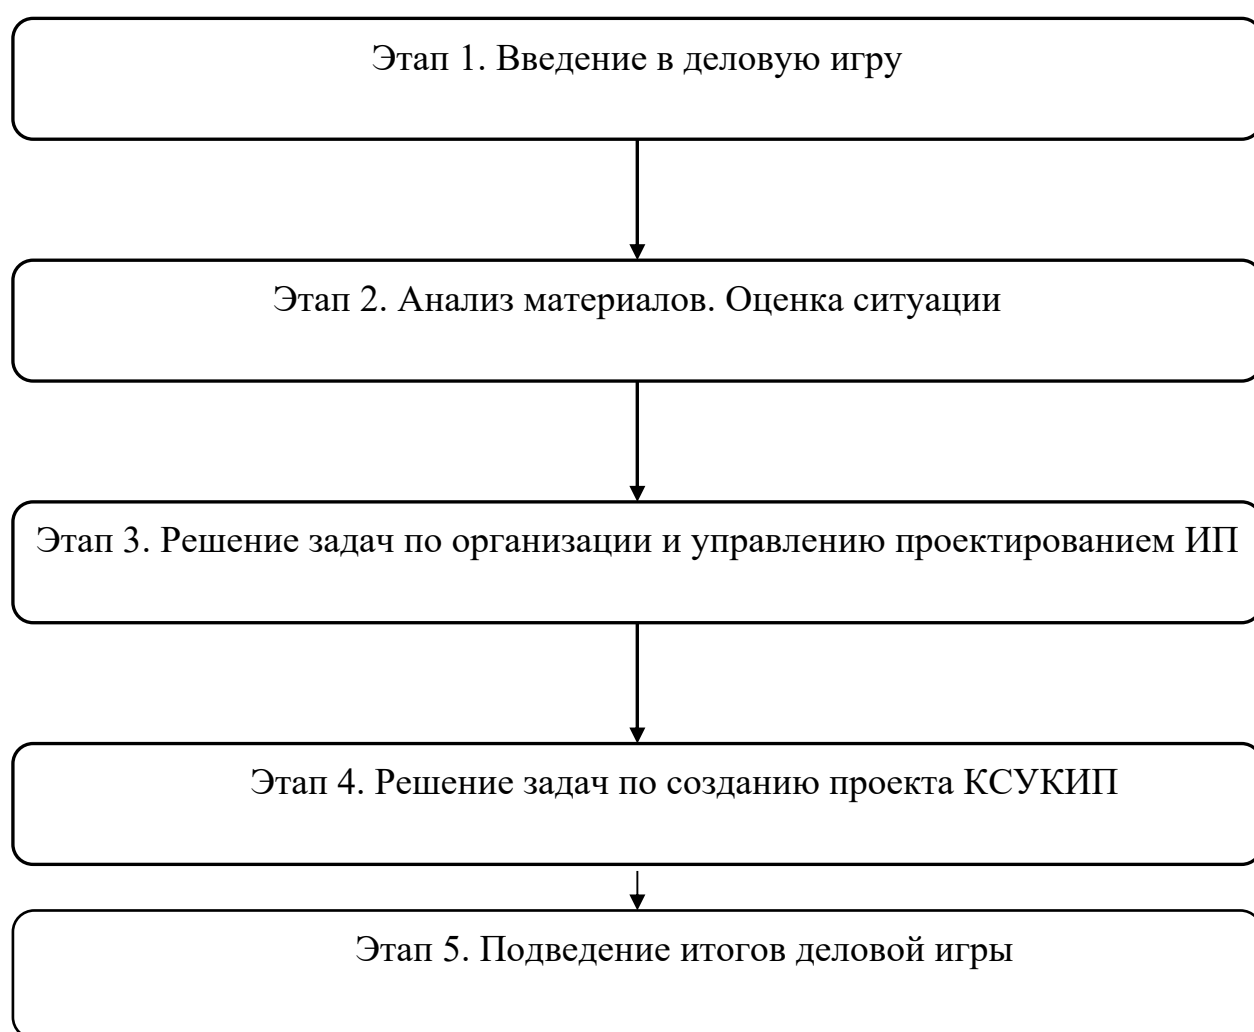 Этап 1. Введение в деловую игру
Этап 2. Анализ материалов. Оценка ситуации
Этап 3. Решение задач по организации и управлению проектированием ИП
Этап 4. Решение задач по созданию проекта КСУКИП
Этап 5. Подведение итогов деловой игры